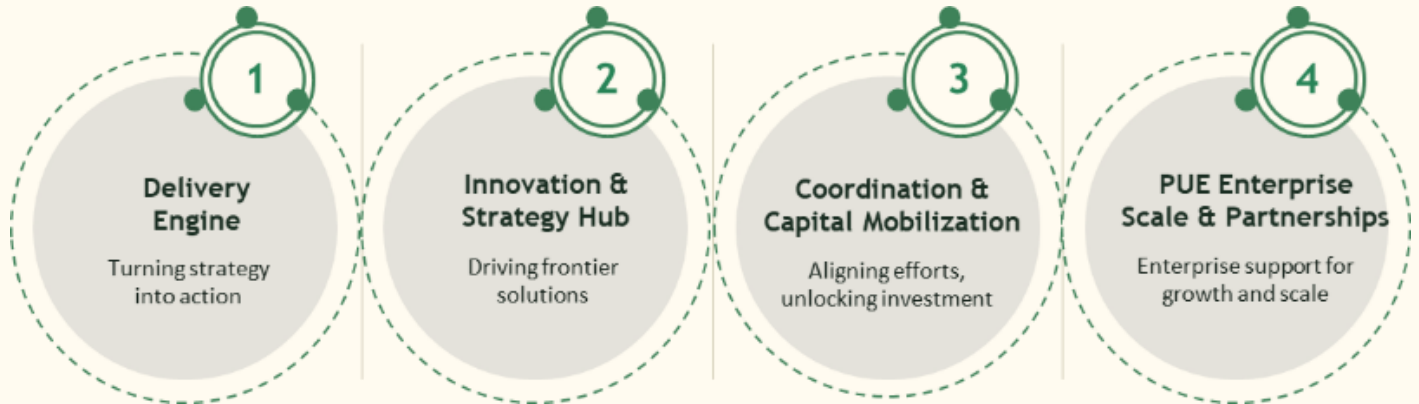 1
Delivery
Engine
Turning strategy
into action
2
Innovation &
Strategy Hub
Driving frontier
solutions
3
Coordination &
Capital Mobilization
Aligning efforts,
unlocking investment
4
PUE Enterprise
Scale & Partnerships
Enterprise support for
growth and scale